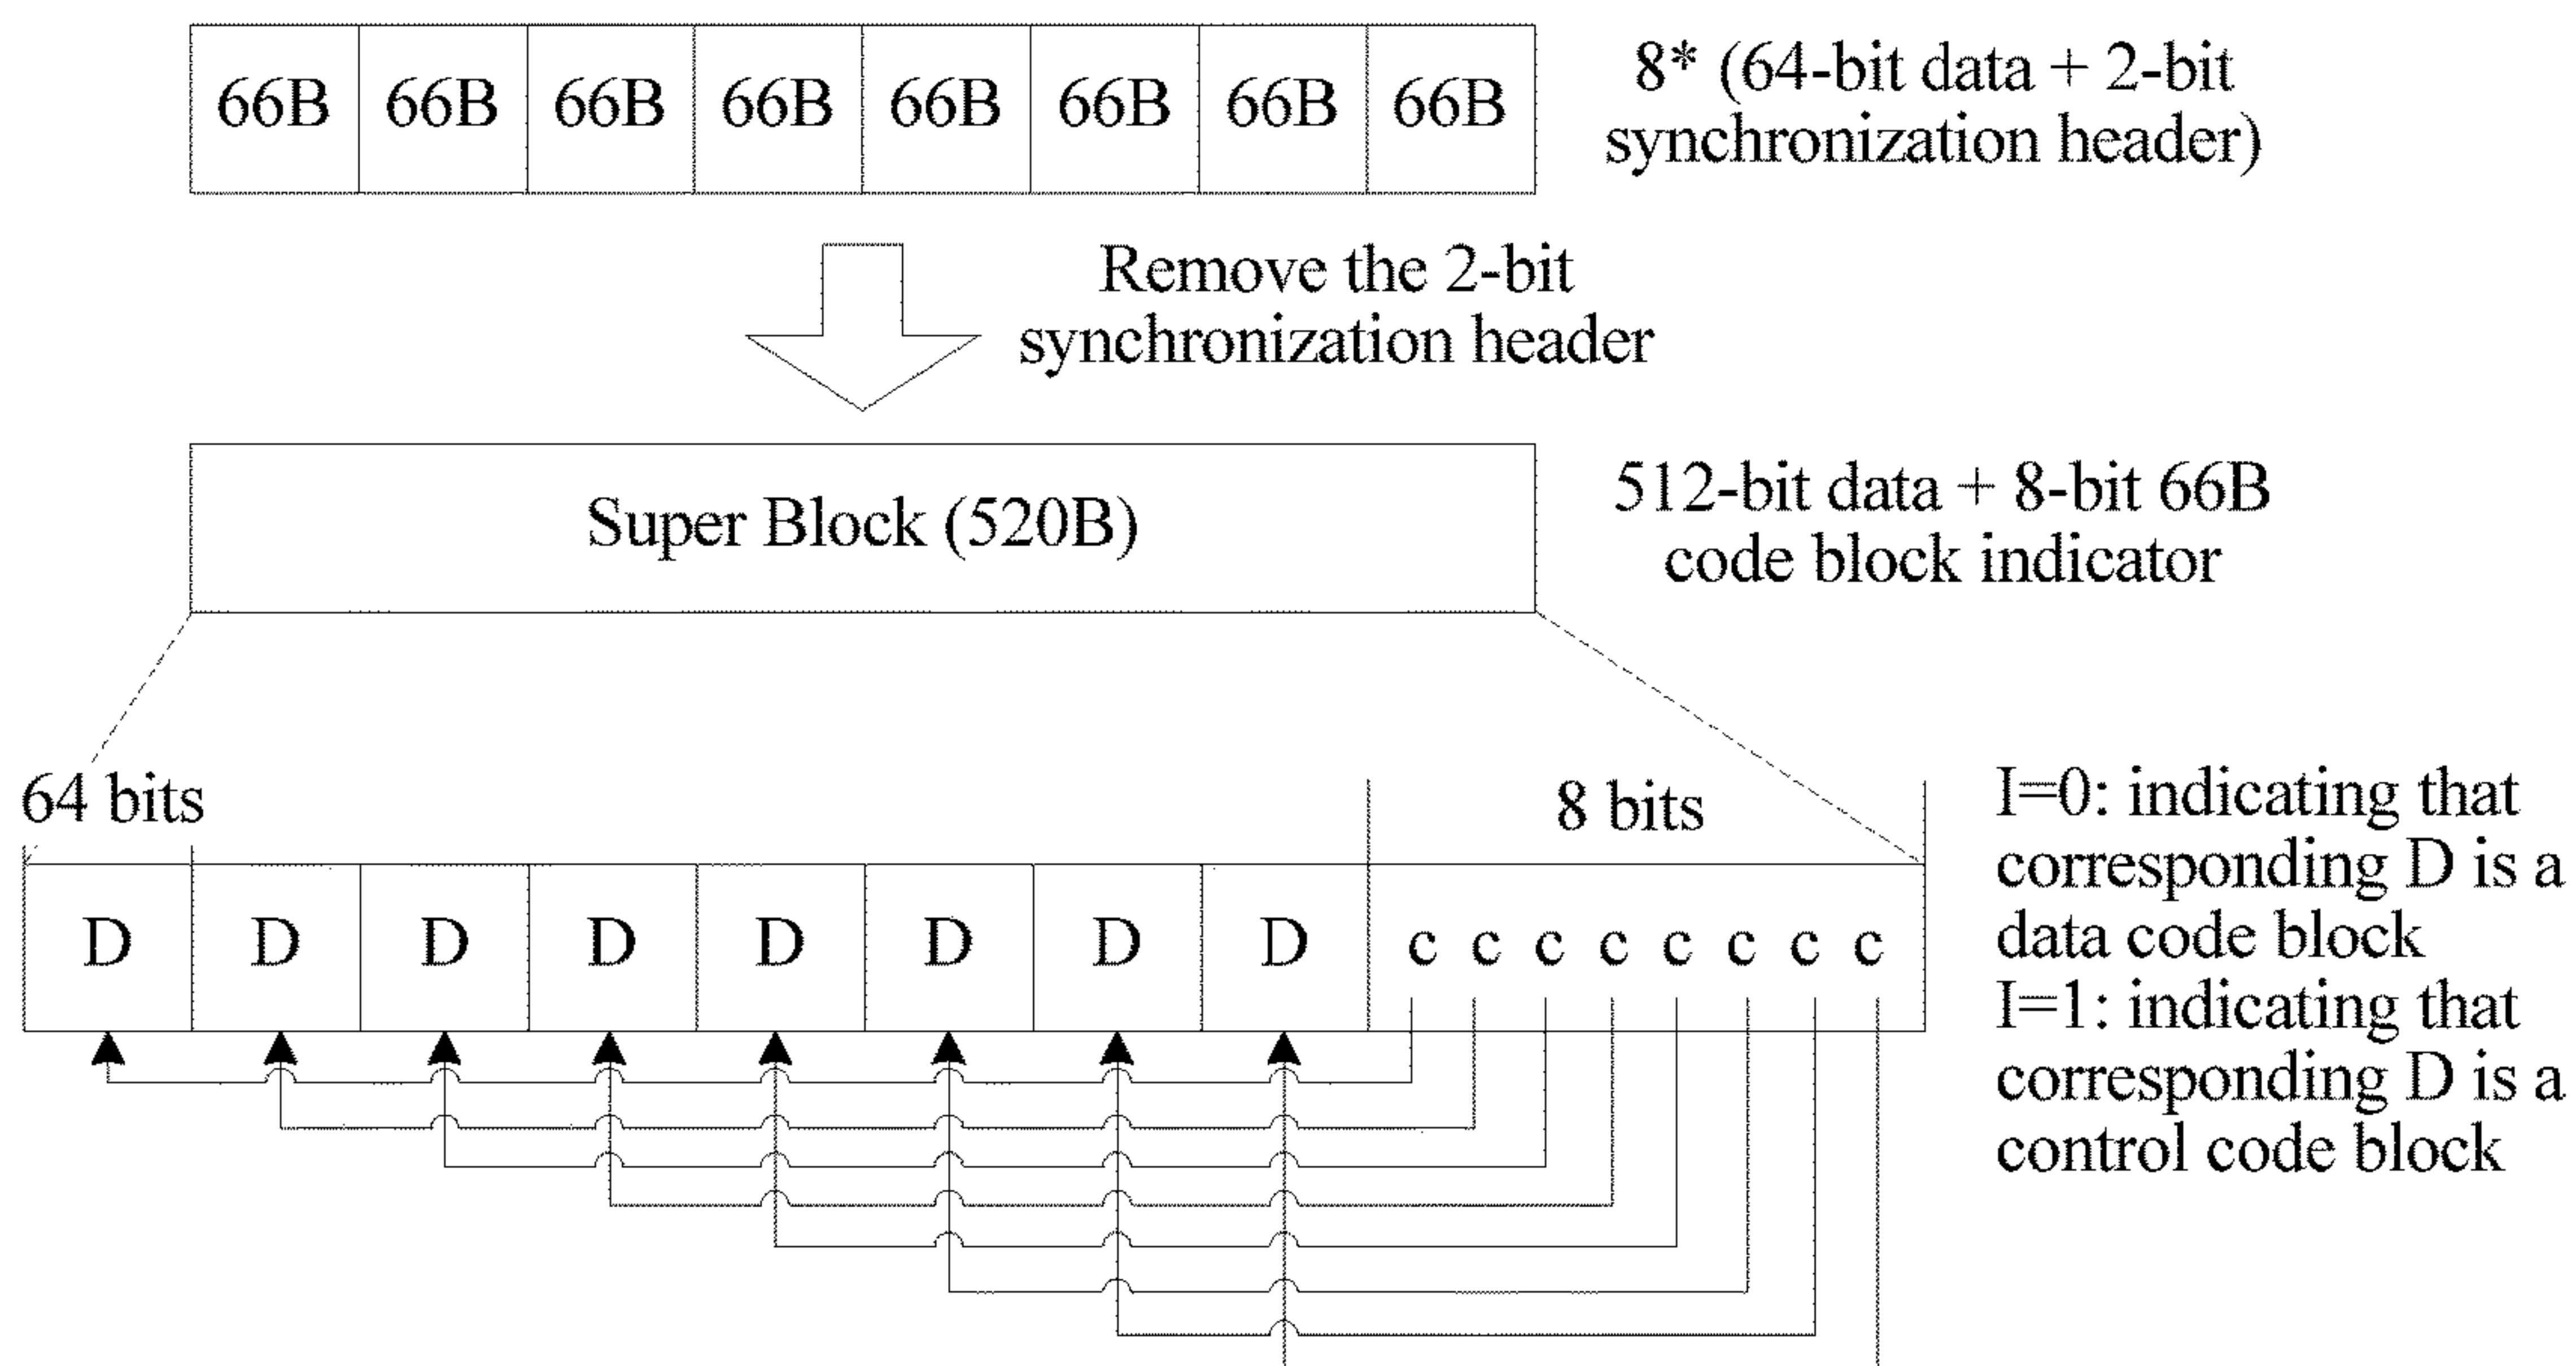 66B 66B 66B 66B 66B 66B 66B 66B
8* (64-bit data + 2-bit
synchronization header)
Remove the 2-bit
synchronization header
Super Block (520B)
512-bit data + 8-bit 66B
code block indicator
64 bits
8 bits
D D D D D D D D c c c c c c c c
I=0: indicating that
corresponding D is a
data code block
I=1: indicating that
corresponding D is a
control code block